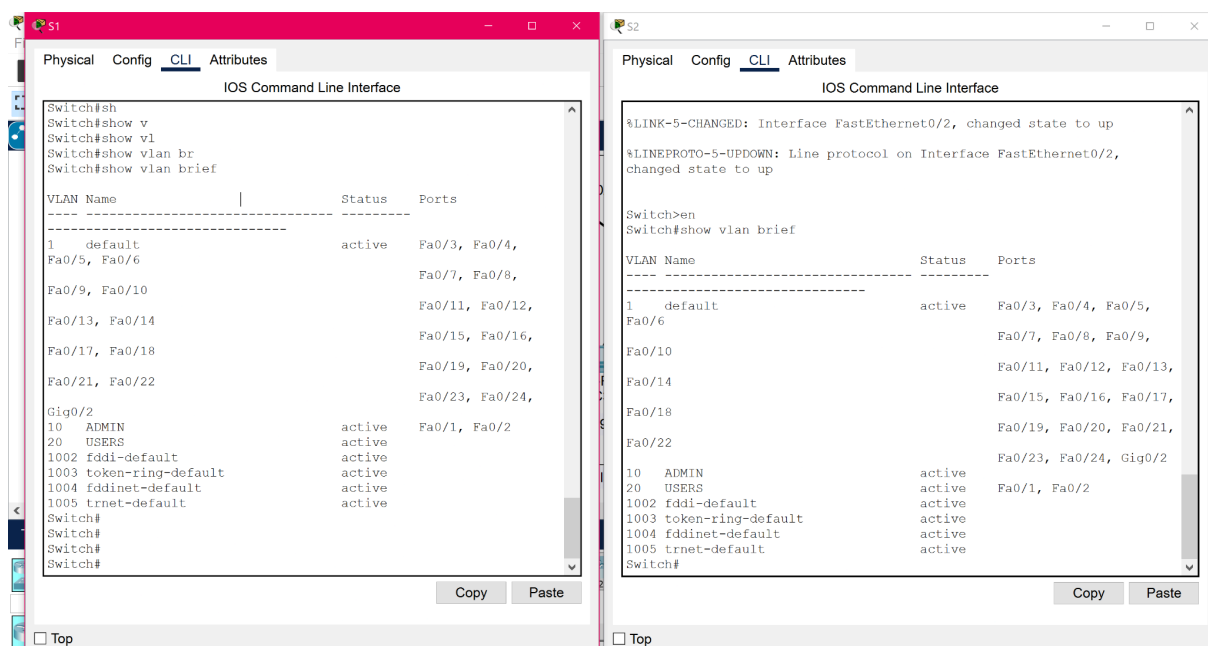 S1
Physical Config CLI Attributes
IOS Command Line Interface
Switch#sh
Switch#show v
Switch#show vl
Switch#show vlan br
Switch#show vlan brief
VLAN Name Status Ports
---- -------------------------------- ---------
-------------------------------
1 default active Fa0/3, Fa0/4,
Fa0/5, Fa0/6
Fa0/7, Fa0/8,
Fa0/9, Fa0/10
Fa0/11, Fa0/12,
Fa0/13, Fa0/14
Fa0/15, Fa0/16,
Fa0/17, Fa0/18
Fa0/19, Fa0/20,
Fa0/21, Fa0/22
Fa0/23, Fa0/24,
Gig0/2
10 ADMIN active Fa0/1, Fa0/2
20 USERS active
1002 fddi-default active
1003 token-ring-default active
1004 fddinet-default active
1005 trnet-default active
Switch#
Switch#
Switch#
Switch#
Copy Paste
Top
S2
Physical Config CLI Attributes
IOS Command Line Interface
%LINK-5-CHANGED: Interface FastEthernet0/2, changed state to up
%LINEPROTO-5-UPDOWN: Line protocol on Interface FastEthernet0/2,
changed state to up
Switch>en
Switch#show vlan brief
VLAN Name Status Ports
---- -------------------------------- ---------
-------------------------------
1 default active Fa0/3, Fa0/4, Fa0/5,
Fa0/6
Fa0/7, Fa0/8, Fa0/9,
Fa0/10
Fa0/11, Fa0/12, Fa0/13,
Fa0/14
Fa0/15, Fa0/16, Fa0/17,
Fa0/18
Fa0/19, Fa0/20, Fa0/21,
Fa0/22
Fa0/23, Fa0/24, Gig0/2
10 ADMIN active
20 USERS active Fa0/1, Fa0/2
1002 fddi-default active
1003 token-ring-default active
1004 fddinet-default active
1005 trnet-default active
Switch#
Copy Paste
Top